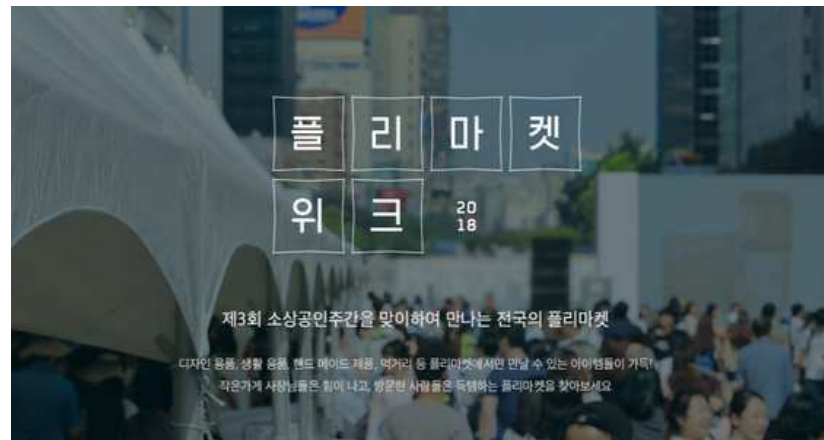 플리마켓
위크 20
18
제3회 소상공인주간을 맞이하여 만나는 전국의 플리마켓
디자인 용품, 생활 용품, 핸드 메이드 제품, 먹거리 등 플리마켓에서만 만날 수 있는 아이템들이 가득!
작은가게 사장님들은 힘이 나고, 방문한 사람들은 득템하는 플리마켓을 찾아보세요